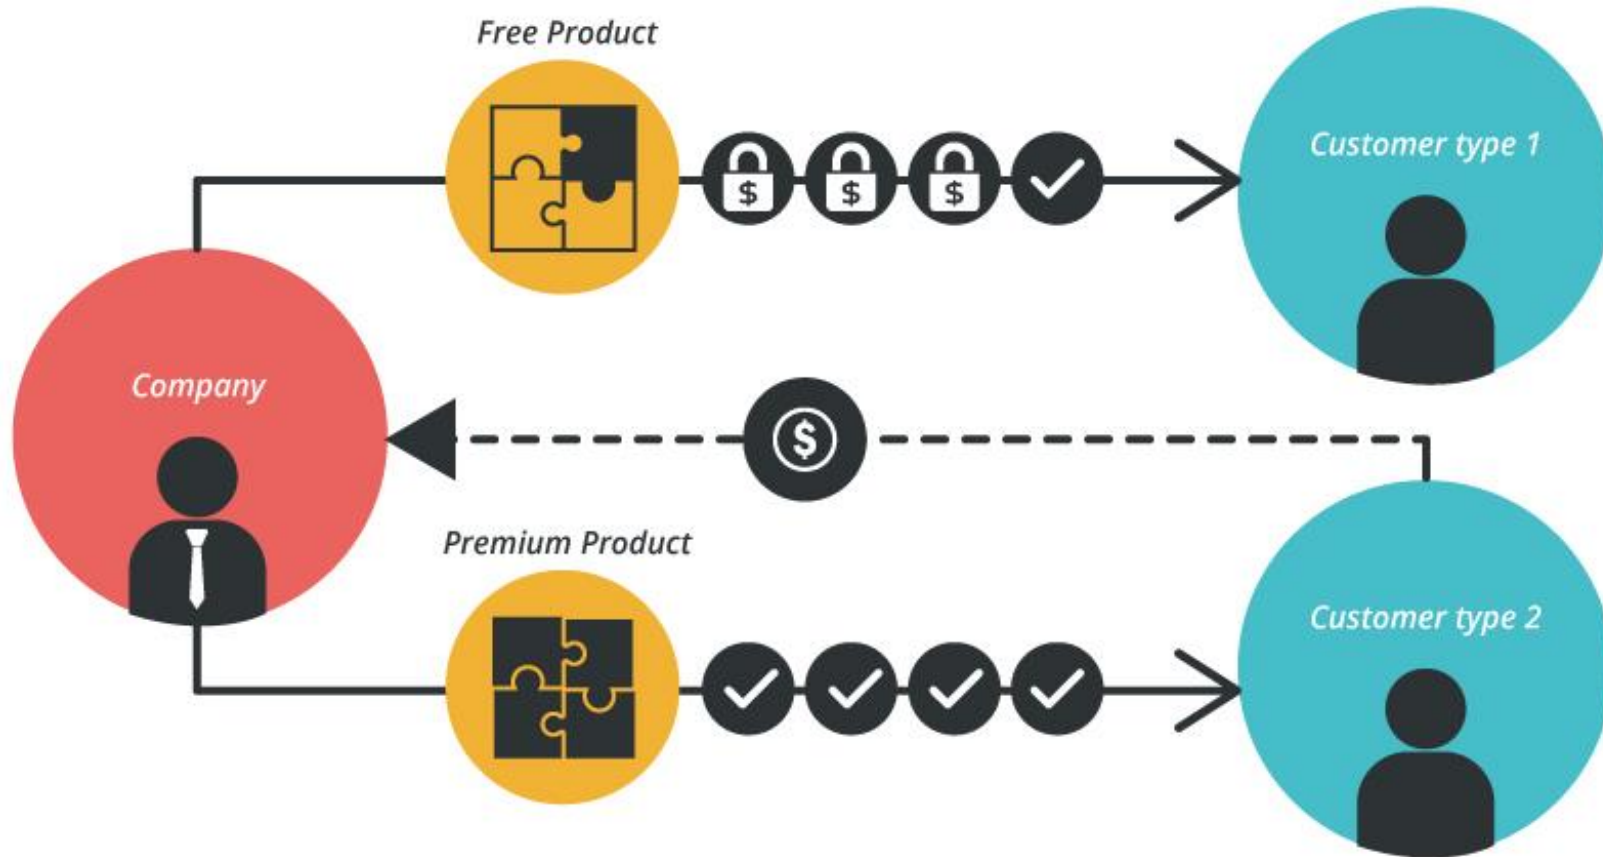 Free Product
Customer type 1
$ $ $
Company
$
Premium Product
Customer type 2